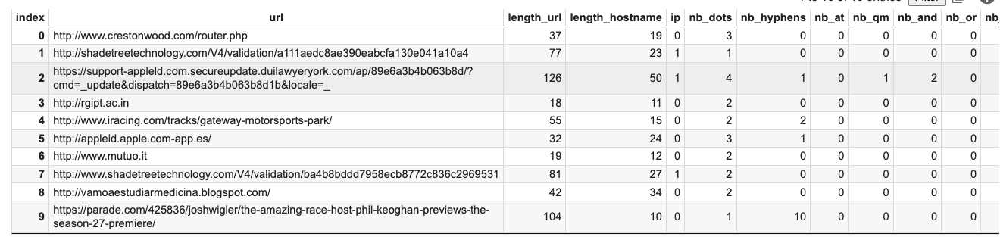 index url length_url length_hostname ip nb_dots nb_hyphens nb_at nb_qm nb_and nb_or nb_
0 http://www.crestonwood.com/router.php 37 19 0 3 0 0 0 0 0
1 http://shadetreetechnology.com/V4/validation/a111aedc8ae390eabcfa130e041a10a4 77 23 1 1 0 0 0 0 0
2 https://support-appleld.com.secureupdate.duilawyeryork.com/ap/89e6a3b4b063b8d/?
cmd=_update&dispatch=89e6a3b4b063b8d1b&locale=_ 126 50 1 4 1 0 1 2 0
3 http://rgipt.ac.in 18 11 0 2 0 0 0 0 0
4 http://www.iracing.com/tracks/gateway-motorsports-park/ 55 15 0 2 2 0 0 0 0
5 http://appleid.apple.com-app.es/ 32 24 0 3 1 0 0 0 0
6 http://www.mutuo.it 19 12 0 2 0 0 0 0 0
7 http://www.shadetreetechnology.com/V4/validation/ba4b8bddd7958ecb8772c836c2969531 81 27 1 2 0 0 0 0 0
8 http://vamoaestudiarmedicina.blogspot.com/ 42 34 0 2 0 0 0 0 0
9 https://parade.com/425836/joshwigler/the-amazing-race-host-phil-keoghan-previews-the-
season-27-premiere/ 104 10 0 1 10 0 0 0 0